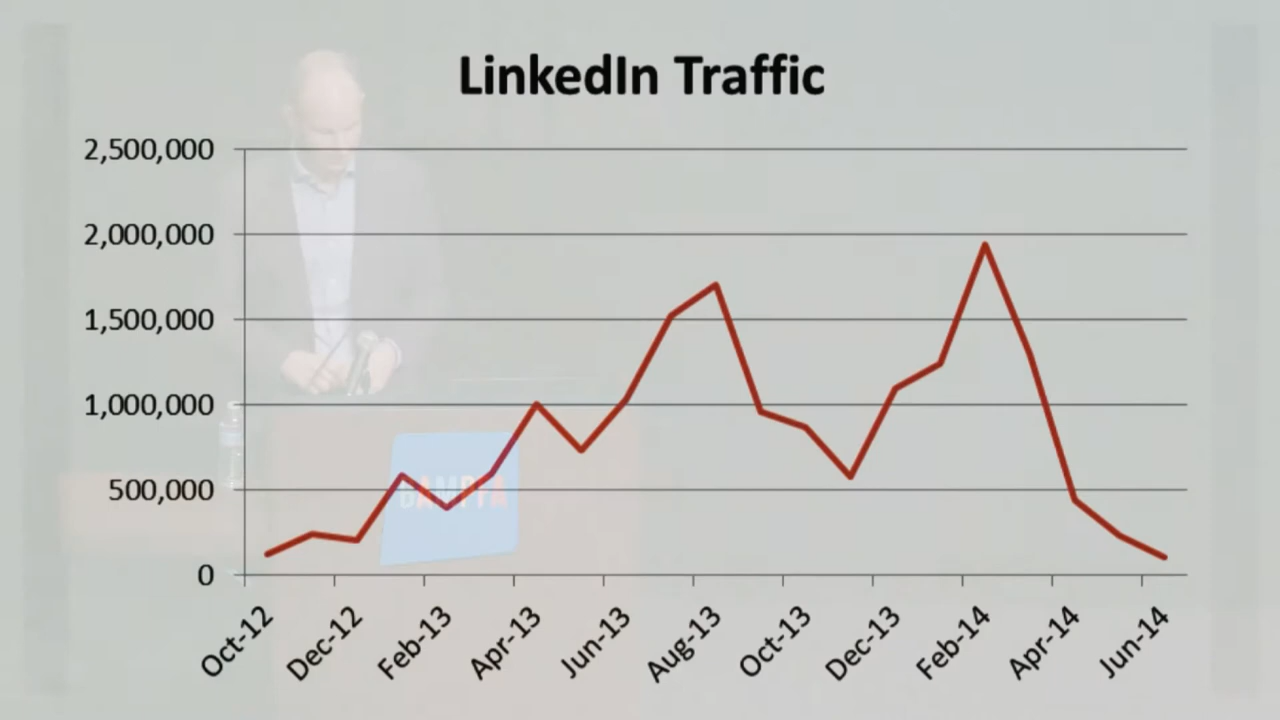 LinkedIn Traffic
2,500,000
2,000,000
1,500,000
1,000,000
500,000
0
Oct-12
Dec-12
Feb-13
Apr-13
Jun-13
Aug-13
Oct-13
Dec-13
Feb-14
Apr-14
Jun-14
BAMPFA